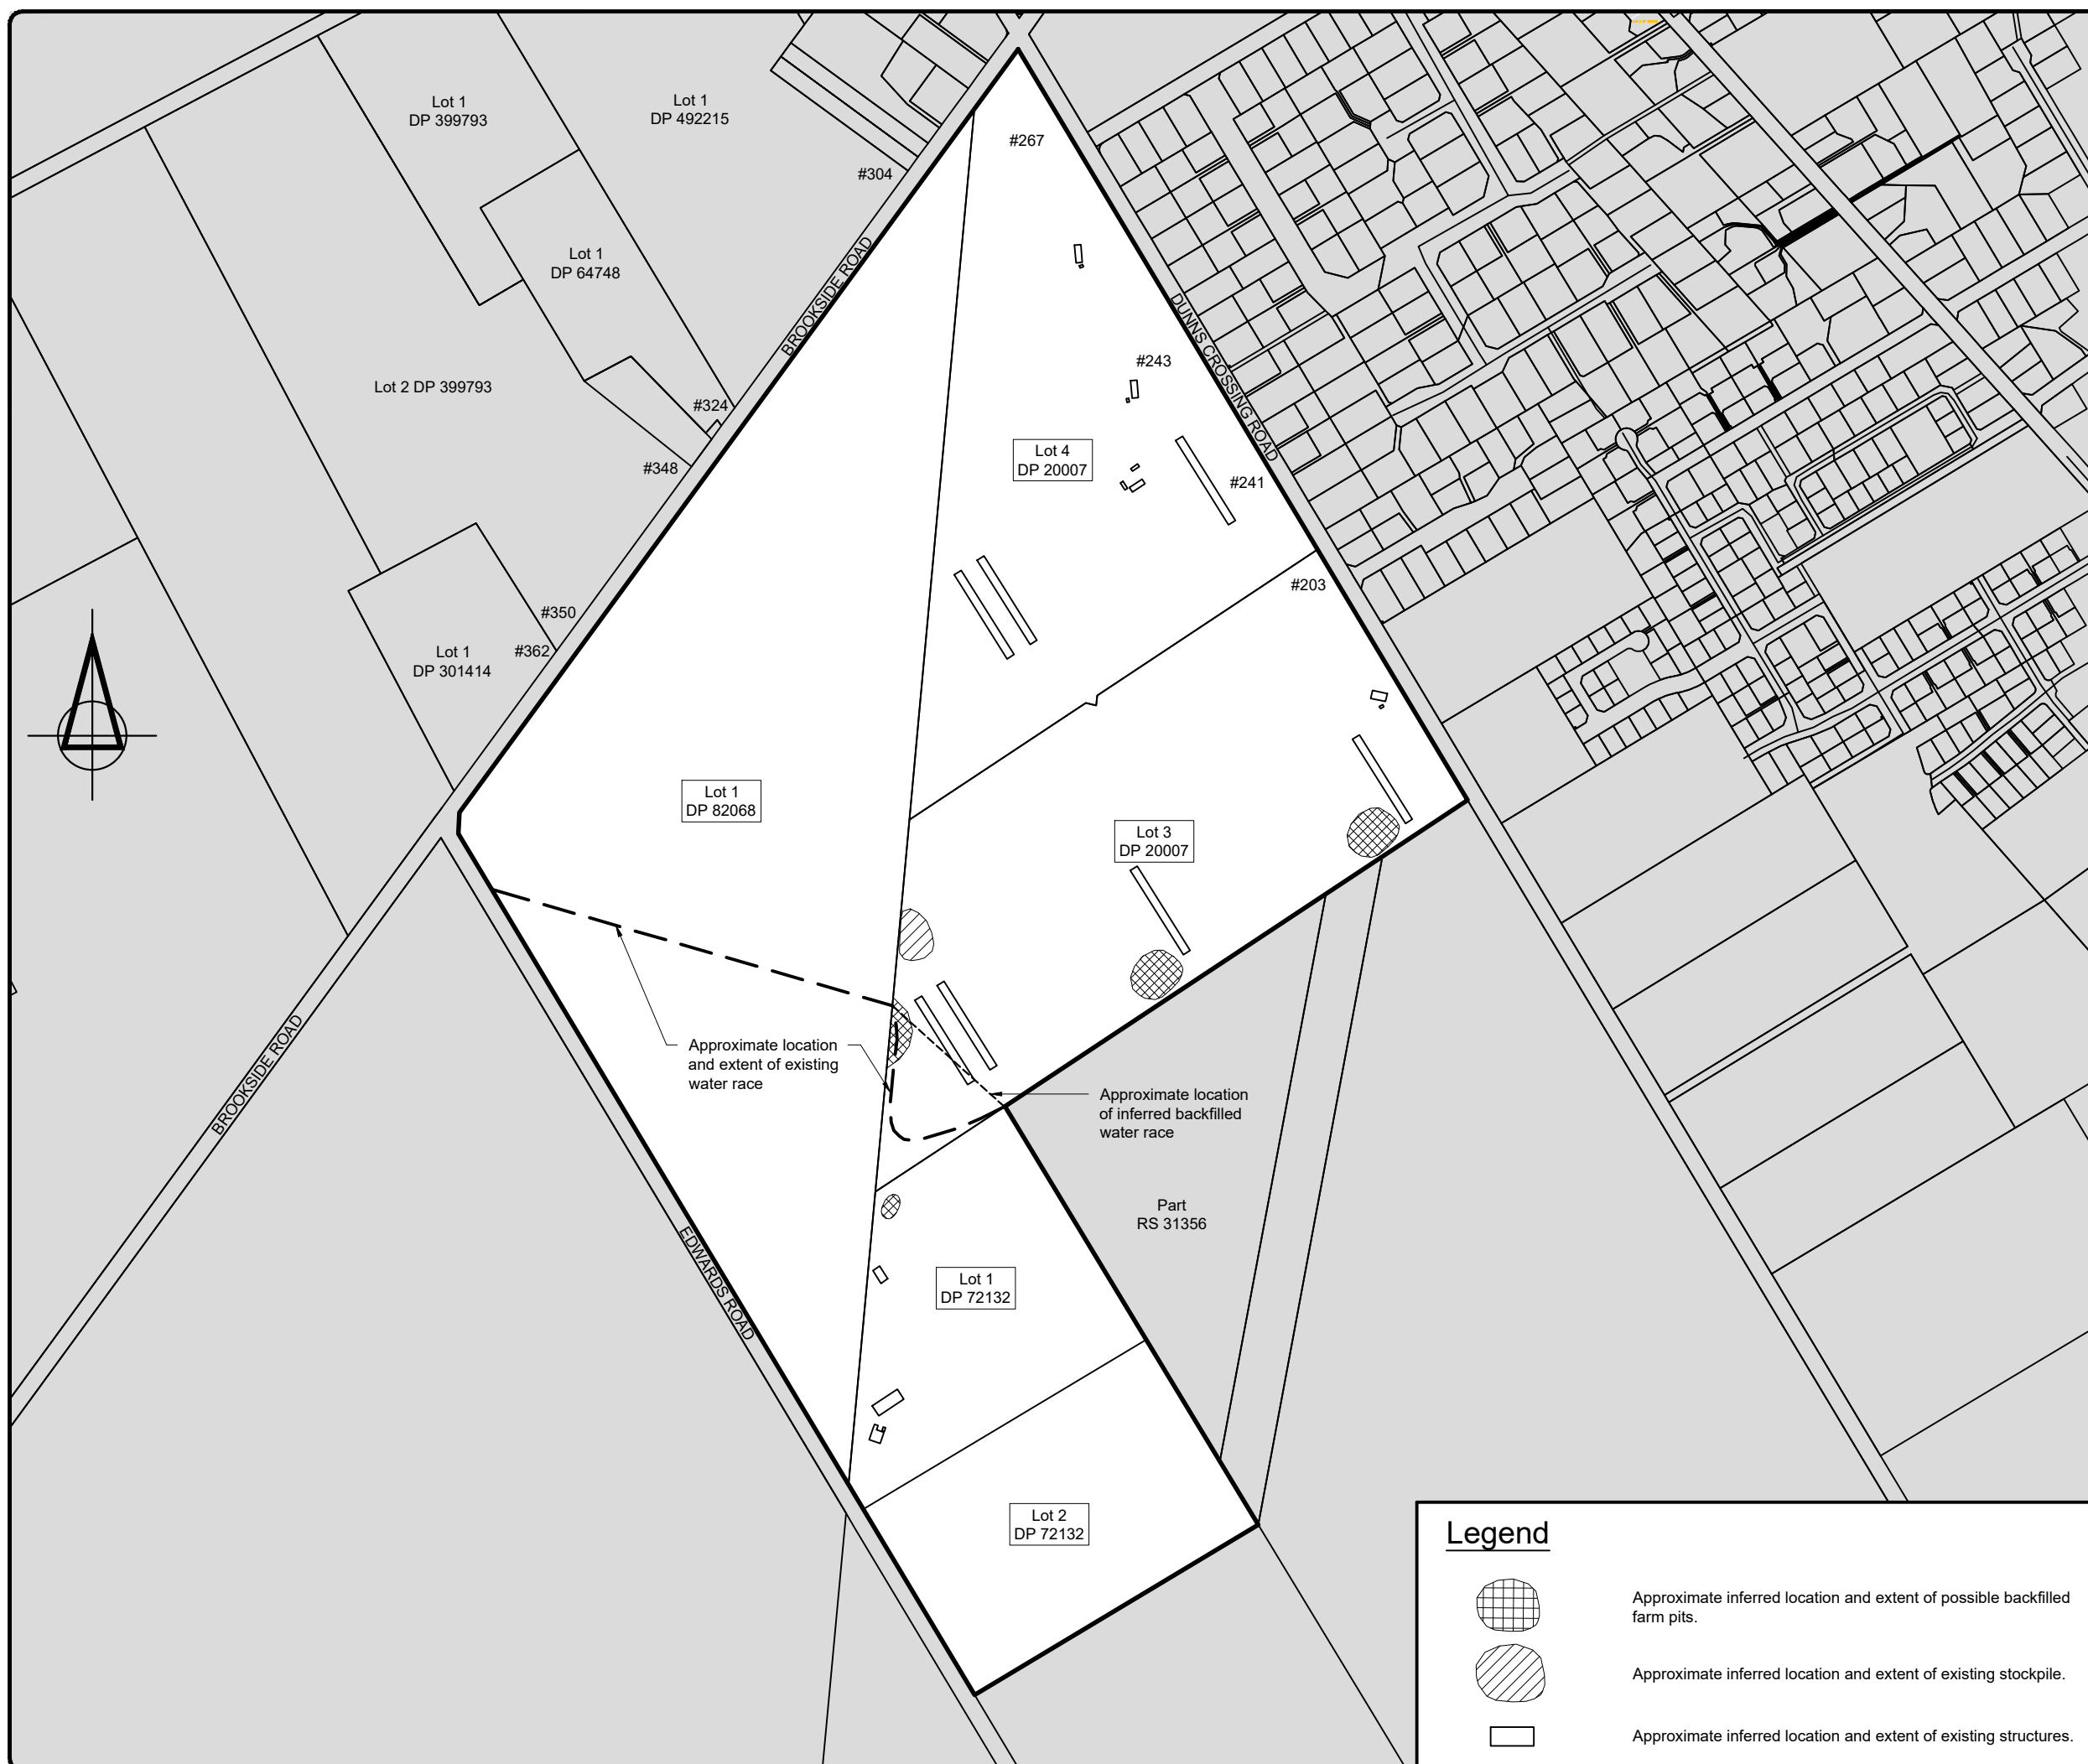 Lot 1
DP 399793
Lot 1
DP 492215
#267
#304
Lot 1
DP 64748
BROOKSIDE ROAD
DUNNS CROSSING ROAD
#243
Lot 2 DP 399793
#324
Lot 4
DP 20007
#348
#241
#203
#350
#362
Lot 1
DP 301414
Lot 1
DP 82068
Lot 3
DP 20007
BROOKSIDE ROAD
Approximate location
and extent of existing
water race
Approximate location
of inferred backfilled
water race
Part
RS 31356
EDWARDS ROAD
Lot 1
DP 72132
Lot 2
DP 72132
Legend
Approximate inferred location and extent of possible backfilled
farm pits.
Approximate inferred location and extent of existing stockpile.
Approximate inferred location and extent of existing structures.